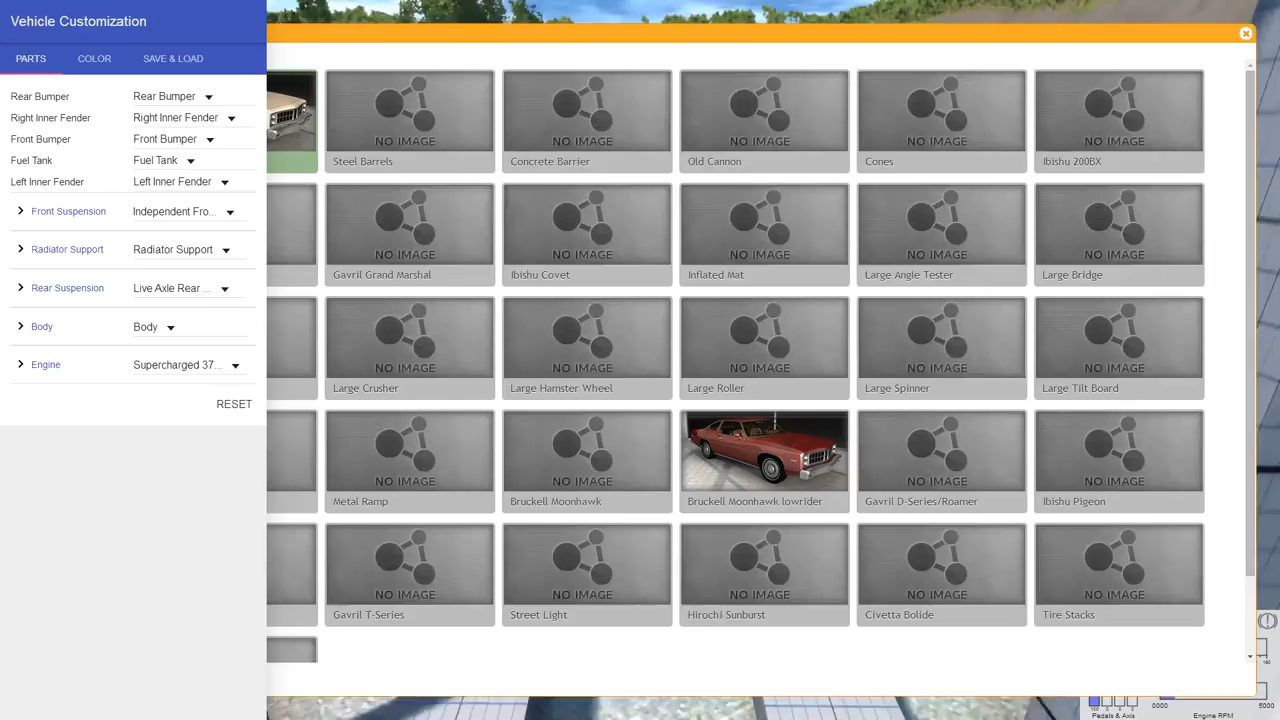 Vehicle Customization
PARTS COLOR SAVE & LOAD
Rear Bumper Rear Bumper
Right Inner Fender Right Inner Fender
Front Bumper Front Bumper
Fuel Tank Fuel Tank
Left Inner Fender Left Inner Fender
Front Suspension Independent Fro...
Radiator Support Radiator Support
Rear Suspension Live Axle Rear ...
Body Body
Engine Supercharged 37...
RESET
NO IMAGE NO IMAGE NO IMAGE NO IMAGE NO IMAGE
Steel Barrels Concrete Barrier Old Cannon Cones Ibishu 200BX
NO IMAGE NO IMAGE NO IMAGE NO IMAGE NO IMAGE
Gavril Grand Marshal Ibishu Covet Inflated Mat Large Angle Tester Large Bridge
NO IMAGE NO IMAGE NO IMAGE NO IMAGE NO IMAGE
Large Crusher Large Hamster Wheel Large Roller Large Spinner Large Tilt Board
NO IMAGE NO IMAGE NO IMAGE NO IMAGE
Metal Ramp Bruckell Moonhawk Bruckell Moonhawk lowrider Gavril D-Series/Roamer Ibishu Pigeon
NO IMAGE NO IMAGE NO IMAGE NO IMAGE NO IMAGE
Gavril T-Series Street Light Hirochi Sunburst Civetta Bolide Tire Stacks
140
100 0 0 0 0000 5000
Pedals & Axis Engine RPM